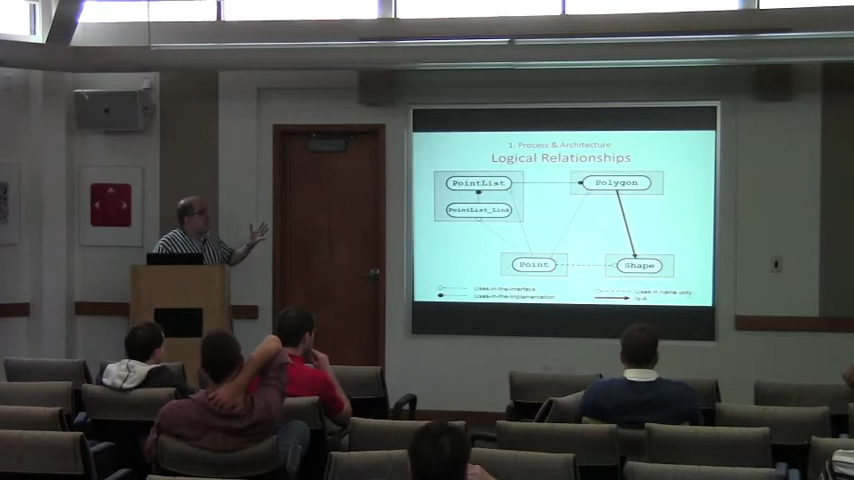 1. Process & Architecture
Logical Relationships
PointList
Polygon
PointList_Link
Point
Shape
Uses-in-the-interface
Uses-in-the-implementation
Uses in name only
Is-A